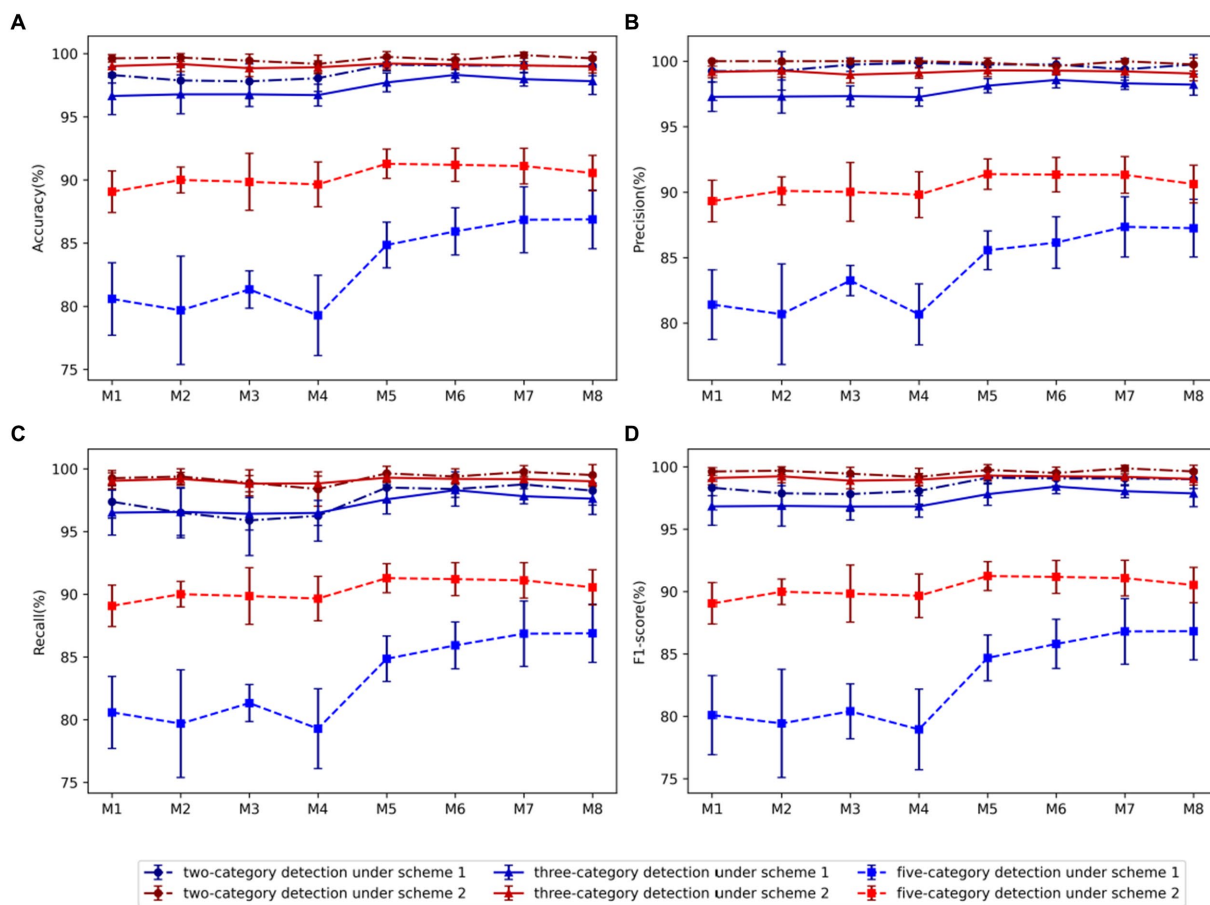 A
Accuracy(%)
100
95
90
85
80
75
M1 M2 M3 M4 M5 M6 M7 M8
B
Precision(%)
100
95
90
85
80
M1 M2 M3 M4 M5 M6 M7 M8
C
Recall(%)
100
95
90
85
80
75
M1 M2 M3 M4 M5 M6 M7 M8
D
F1-score(%)
100
95
90
85
80
75
M1 M2 M3 M4 M5 M6 M7 M8
two-category detection under scheme 1
two-category detection under scheme 2
three-category detection under scheme 1
three-category detection under scheme 2
five-category detection under scheme 1
five-category detection under scheme 2